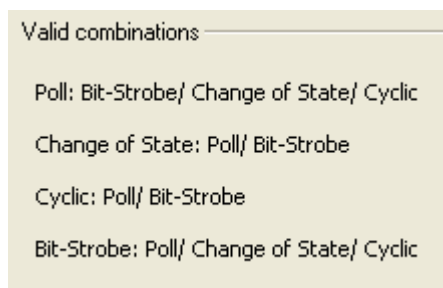 Valid combinations
Poll: Bit-Strobe/ Change of State/ Cyclic
Change of State: Poll/ Bit-Strobe
Cyclic: Poll/ Bit-Strobe
Bit-Strobe: Poll/ Change of State/ Cyclic